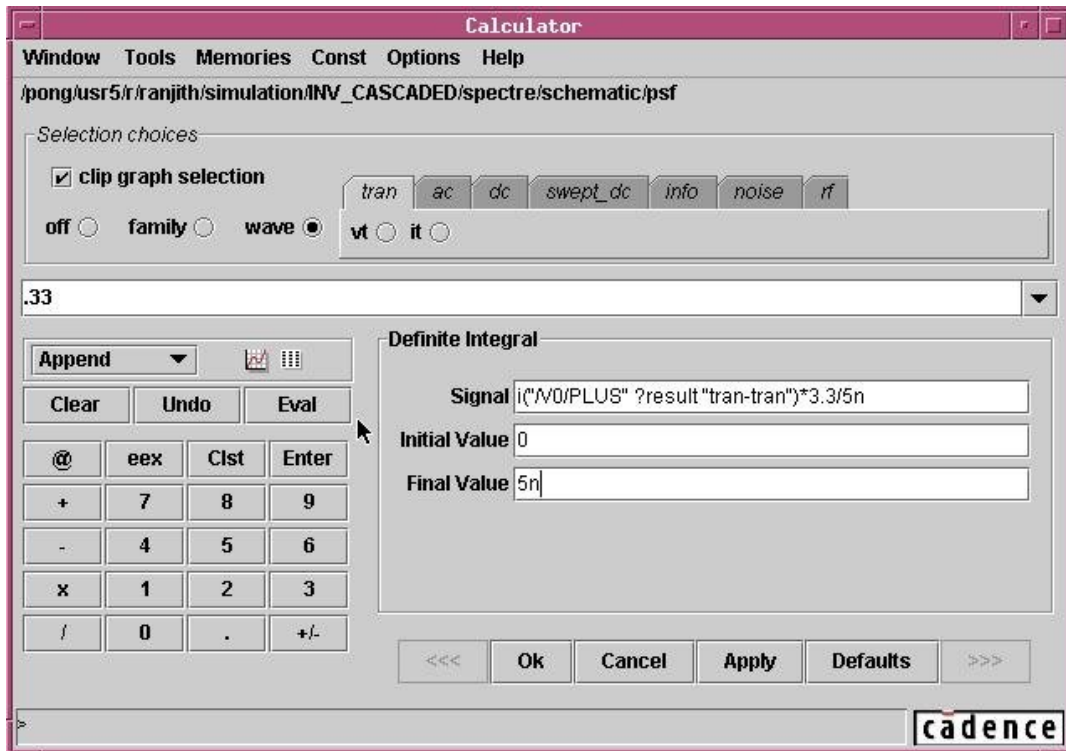 Calculator
Window Tools Memories Const Options Help
/pong/usr5/r/ranjith/simulation/INV_CASCADED/spectre/schematic/psf
Selection choices
clip graph selection
tran ac dc swept_dc info noise rf
off family wave vt it
.33
Append
Definite Integral
Clear Undo Eval
Signal i("/V0/PLUS" ?result "tran-tran")*3.3/5n
Initial Value 0
Final Value 5n
@ eex Clst Enter
+ 7 8 9
- 4 5 6
x 1 2 3
/ 0 . +/-
<<< Ok Cancel Apply Defaults >>>
>
cādence